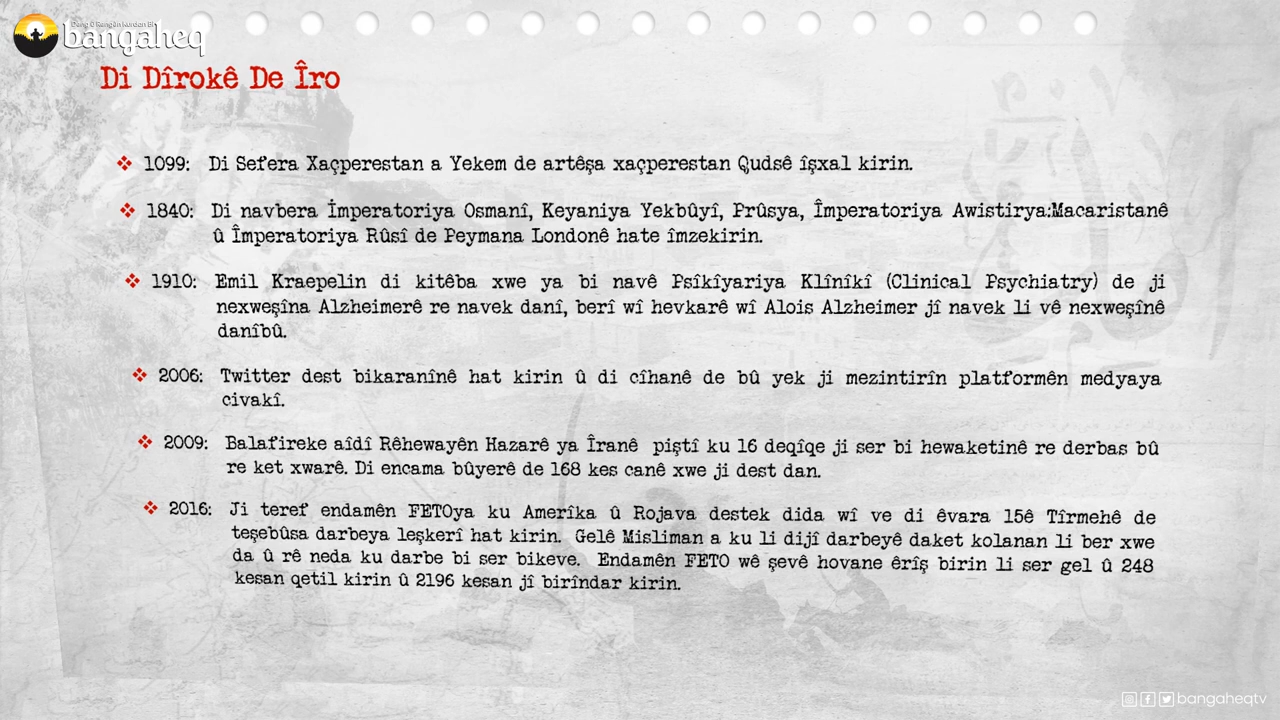 Deng û Rengên Kurdan Bi
bangaheq
Di Dîrokê De Îro
1099: Di Sefera Xaçperestan a Yekem de artêşa xaçperestan Qudsê îşxal kirin.
1840: Di navbera İmperatoriya Osmanî, Keyaniya Yekbûyî, Prûsya, Împeratoriya Awistirya:Macaristanê
û Împeratoriya Rûsî de Peymana Londonê hate îmzekirin.
1910: Emil Kraepelin di kitêba xwe ya bi navê Psîkîyariya Klînîkî (Clinical Psychiatry) de ji
nexweşîna Alzheimerê re navek danî, berî wî hevkarê wî Alois Alzheimer jî navek li vê nexweşînê
danîbû.
2006: Twitter dest bikaranînê hat kirin û di cîhanê de bû yek ji mezintirîn platformên medyaya
civakî.
2009: Balafireke aîdî Rêhewayên Hazarê ya Îranê piştî ku 16 deqîqe ji ser bi hewaketinê re derbas bû
re ket xwarê. Di encama bûyerê de 168 kes canê xwe ji dest dan.
2016: Ji teref endamên FETOya ku Amerîka û Rojava destek dida wî ve di êvara 15ê Tîrmehê de
teşebûsa darbeya leşkerî hat kirin. Gelê Misliman a ku li dijî darbeyê daket kolanan li ber xwe
da û rê neda ku darbe bi ser bikeve. Endamên FETO wê şevê hovane êrîş birin li ser gel û 248
kesan qetil kirin û 2196 kesan jî birîndar kirin.
bangaheqtv